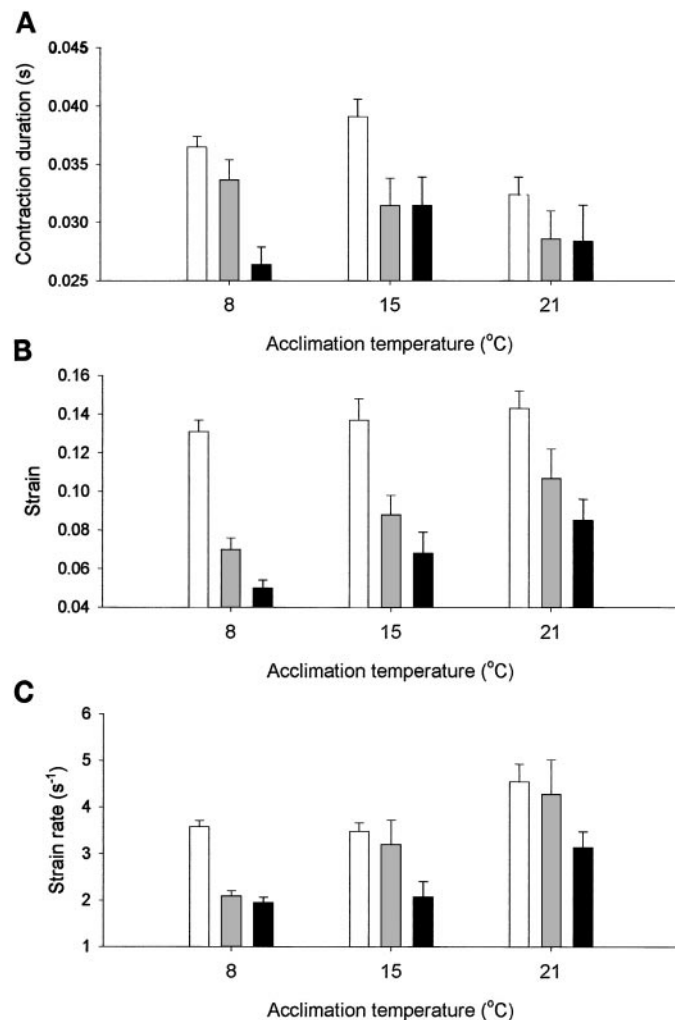 A
0.045
0.040
0.035
0.030
0.025
Contraction duration (s)
8 15 21
Acclimation temperature (°C)
B
0.16
0.14
0.12
0.10
0.08
0.06
0.04
Strain
8 15 21
Acclimation temperature (°C)
C
6
5
4
3
2
1
Strain rate (s⁻¹)
8 15 21
Acclimation temperature (°C)